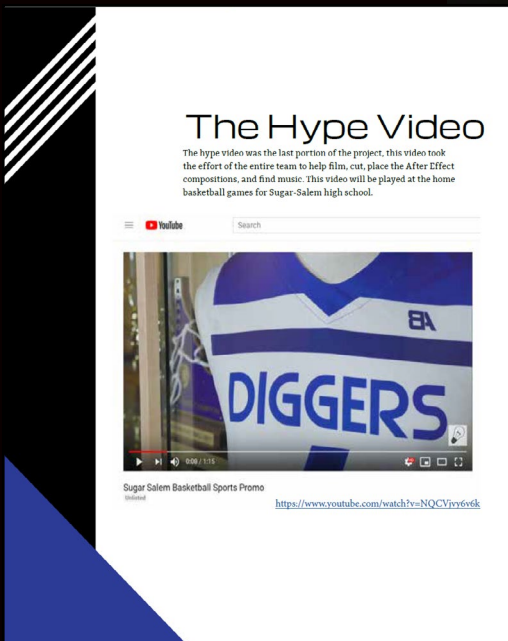 The Hype Video
The hype video was the last portion of the project, this video took
the effort of the entire team to help film, cut, place the After Effect
compositions, and find music. This video will be played at the home
basketball games for Sugar-Salem high school.
YouTube
Search
BA
DIGGERS
0:08 / 1:15
Sugar Salem Basketball Sports Promo
Unlisted
https://www.youtube.com/watch?v=NQCVjvy6v6k